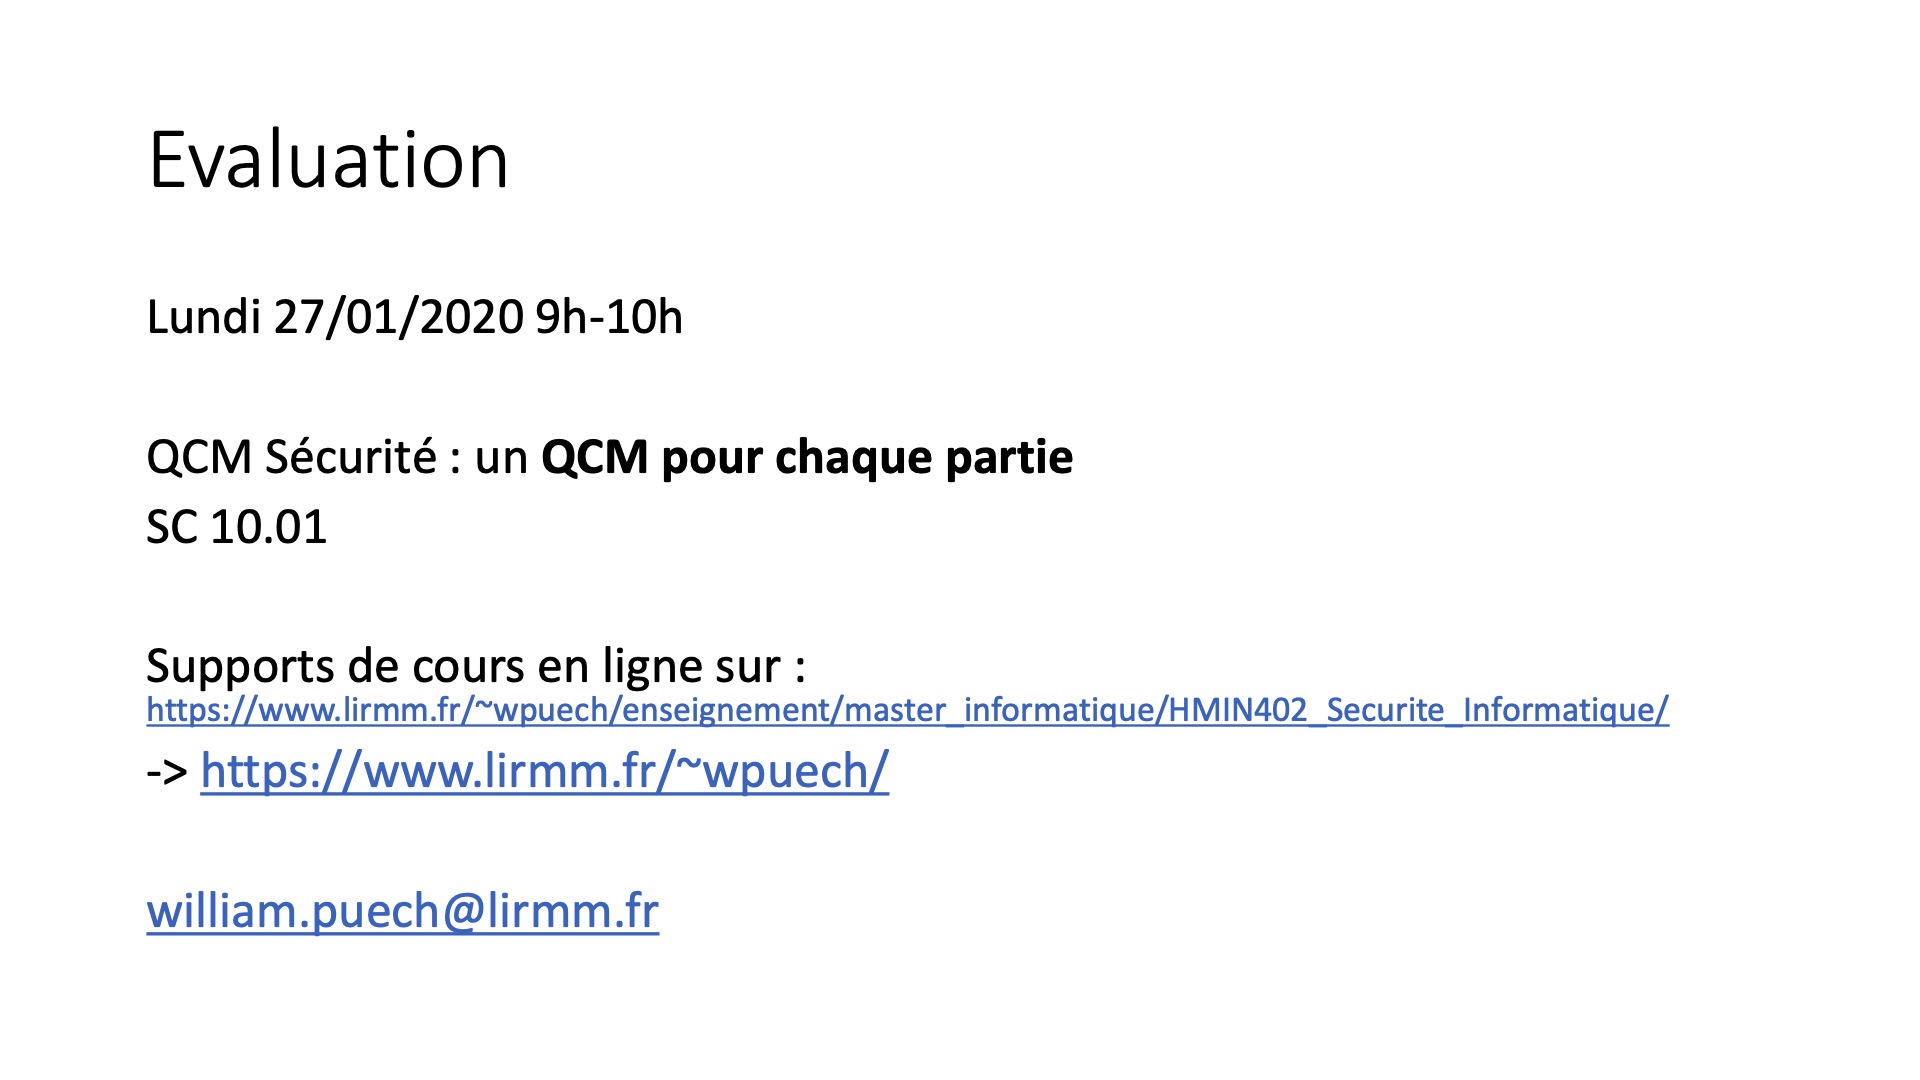 Evaluation
Lundi 27/01/2020 9h-10h
QCM Sécurité : un QCM pour chaque partie
SC 10.01
Supports de cours en ligne sur :
https://www.lirmm.fr/~wpuech/enseignement/master_informatique/HMIN402_Securite_Informatique/
-> https://www.lirmm.fr/~wpuech/
william.puech@lirmm.fr